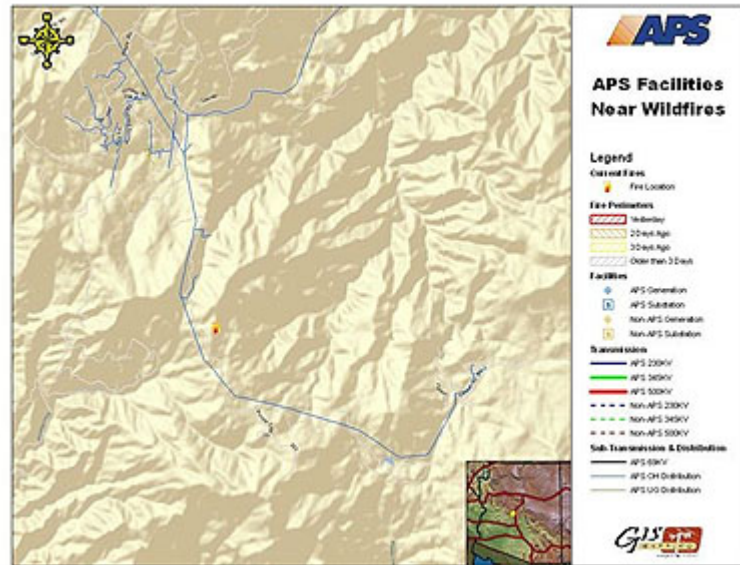 APS
APS Facilities
Near Wildfires
Legend
Current Fires
Fire Location
Fire Perimeters
Yesterday
2 Days Ago
3 Days Ago
Older than 3 Days
Facilities
APS Generation
APS Substation
Non-APS Generation
Non-APS Substation
Transmission
APS 230KV
APS 345KV
APS 500KV
Non-APS 230KV
Non-APS 345KV
Non-APS 500KV
Sub-Transmission & Distribution
APS 69KV
APS OH Distribution
APS UG Distribution
GIS